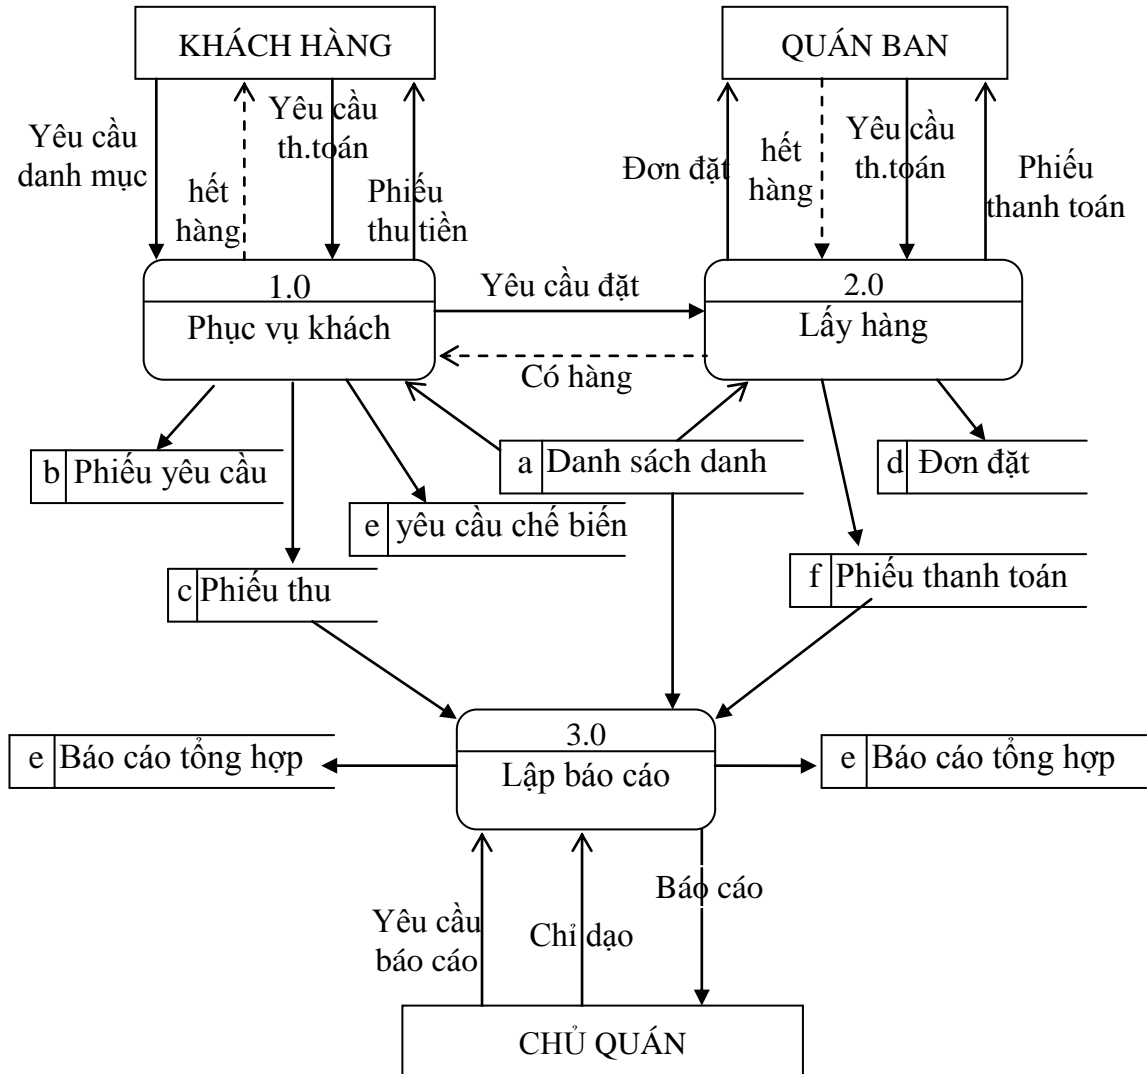 KHÁCH HÀNG
QUÁN BAN
Yêu cầu
danh mục
hết
hàng
Yêu cầu
th.toán
Phiếu
thu tiền
Đơn đặt
hết
hàng
Yêu cầu
th.toán
Phiếu
thanh toán
1.0
Phục vụ khách
Yêu cầu đặt
Có hàng
2.0
Lấy hàng
b Phiếu yêu cầu
a Danh sách danh
d Đơn đặt
e yêu cầu chế biến
c Phiếu thu
f Phiếu thanh toán
3.0
Lập báo cáo
e Báo cáo tổng hợp
e Báo cáo tổng hợp
Yêu cầu
báo cáo
Chỉ dạo
Báo cáo
CHỦ QUÁN